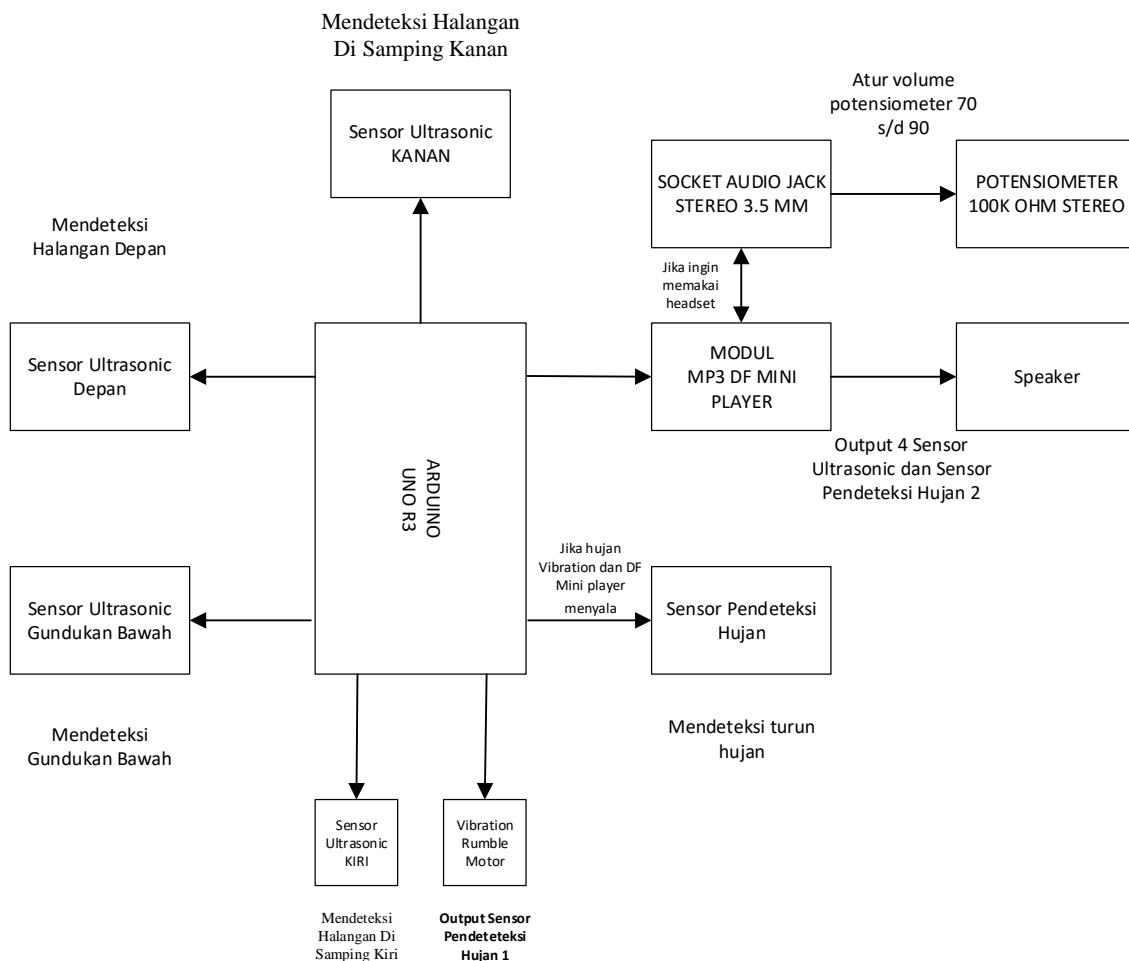 Mendeteksi Halangan
Di Samping Kanan
Sensor Ultrasonic
KANAN
Atur volume
potensiometer 70
s/d 90
SOCKET AUDIO JACK
STEREO 3.5 MM
POTENSIOMETER
100K OHM STEREO
Mendeteksi
Halangan Depan
Jika ingin
memakai
headset
Sensor Ultrasonic
Depan
MODUL
MP3 DF MINI
PLAYER
Speaker
ARDUINO
UNO R3
Output 4 Sensor
Ultrasonic dan Sensor
Pendeteksi Hujan 2
Jika hujan
Vibration dan DF
Mini player
menyala
Sensor Ultrasonic
Gundukan Bawah
Sensor Pendeteksi
Hujan
Mendeteksi
Gundukan Bawah
Mendeteksi turun
hujan
Sensor
Ultrasonic
KIRI
Vibration
Rumble
Motor
Mendeteksi
Halangan Di
Samping Kiri
Output Sensor
Pendeteteksi
Hujan 1